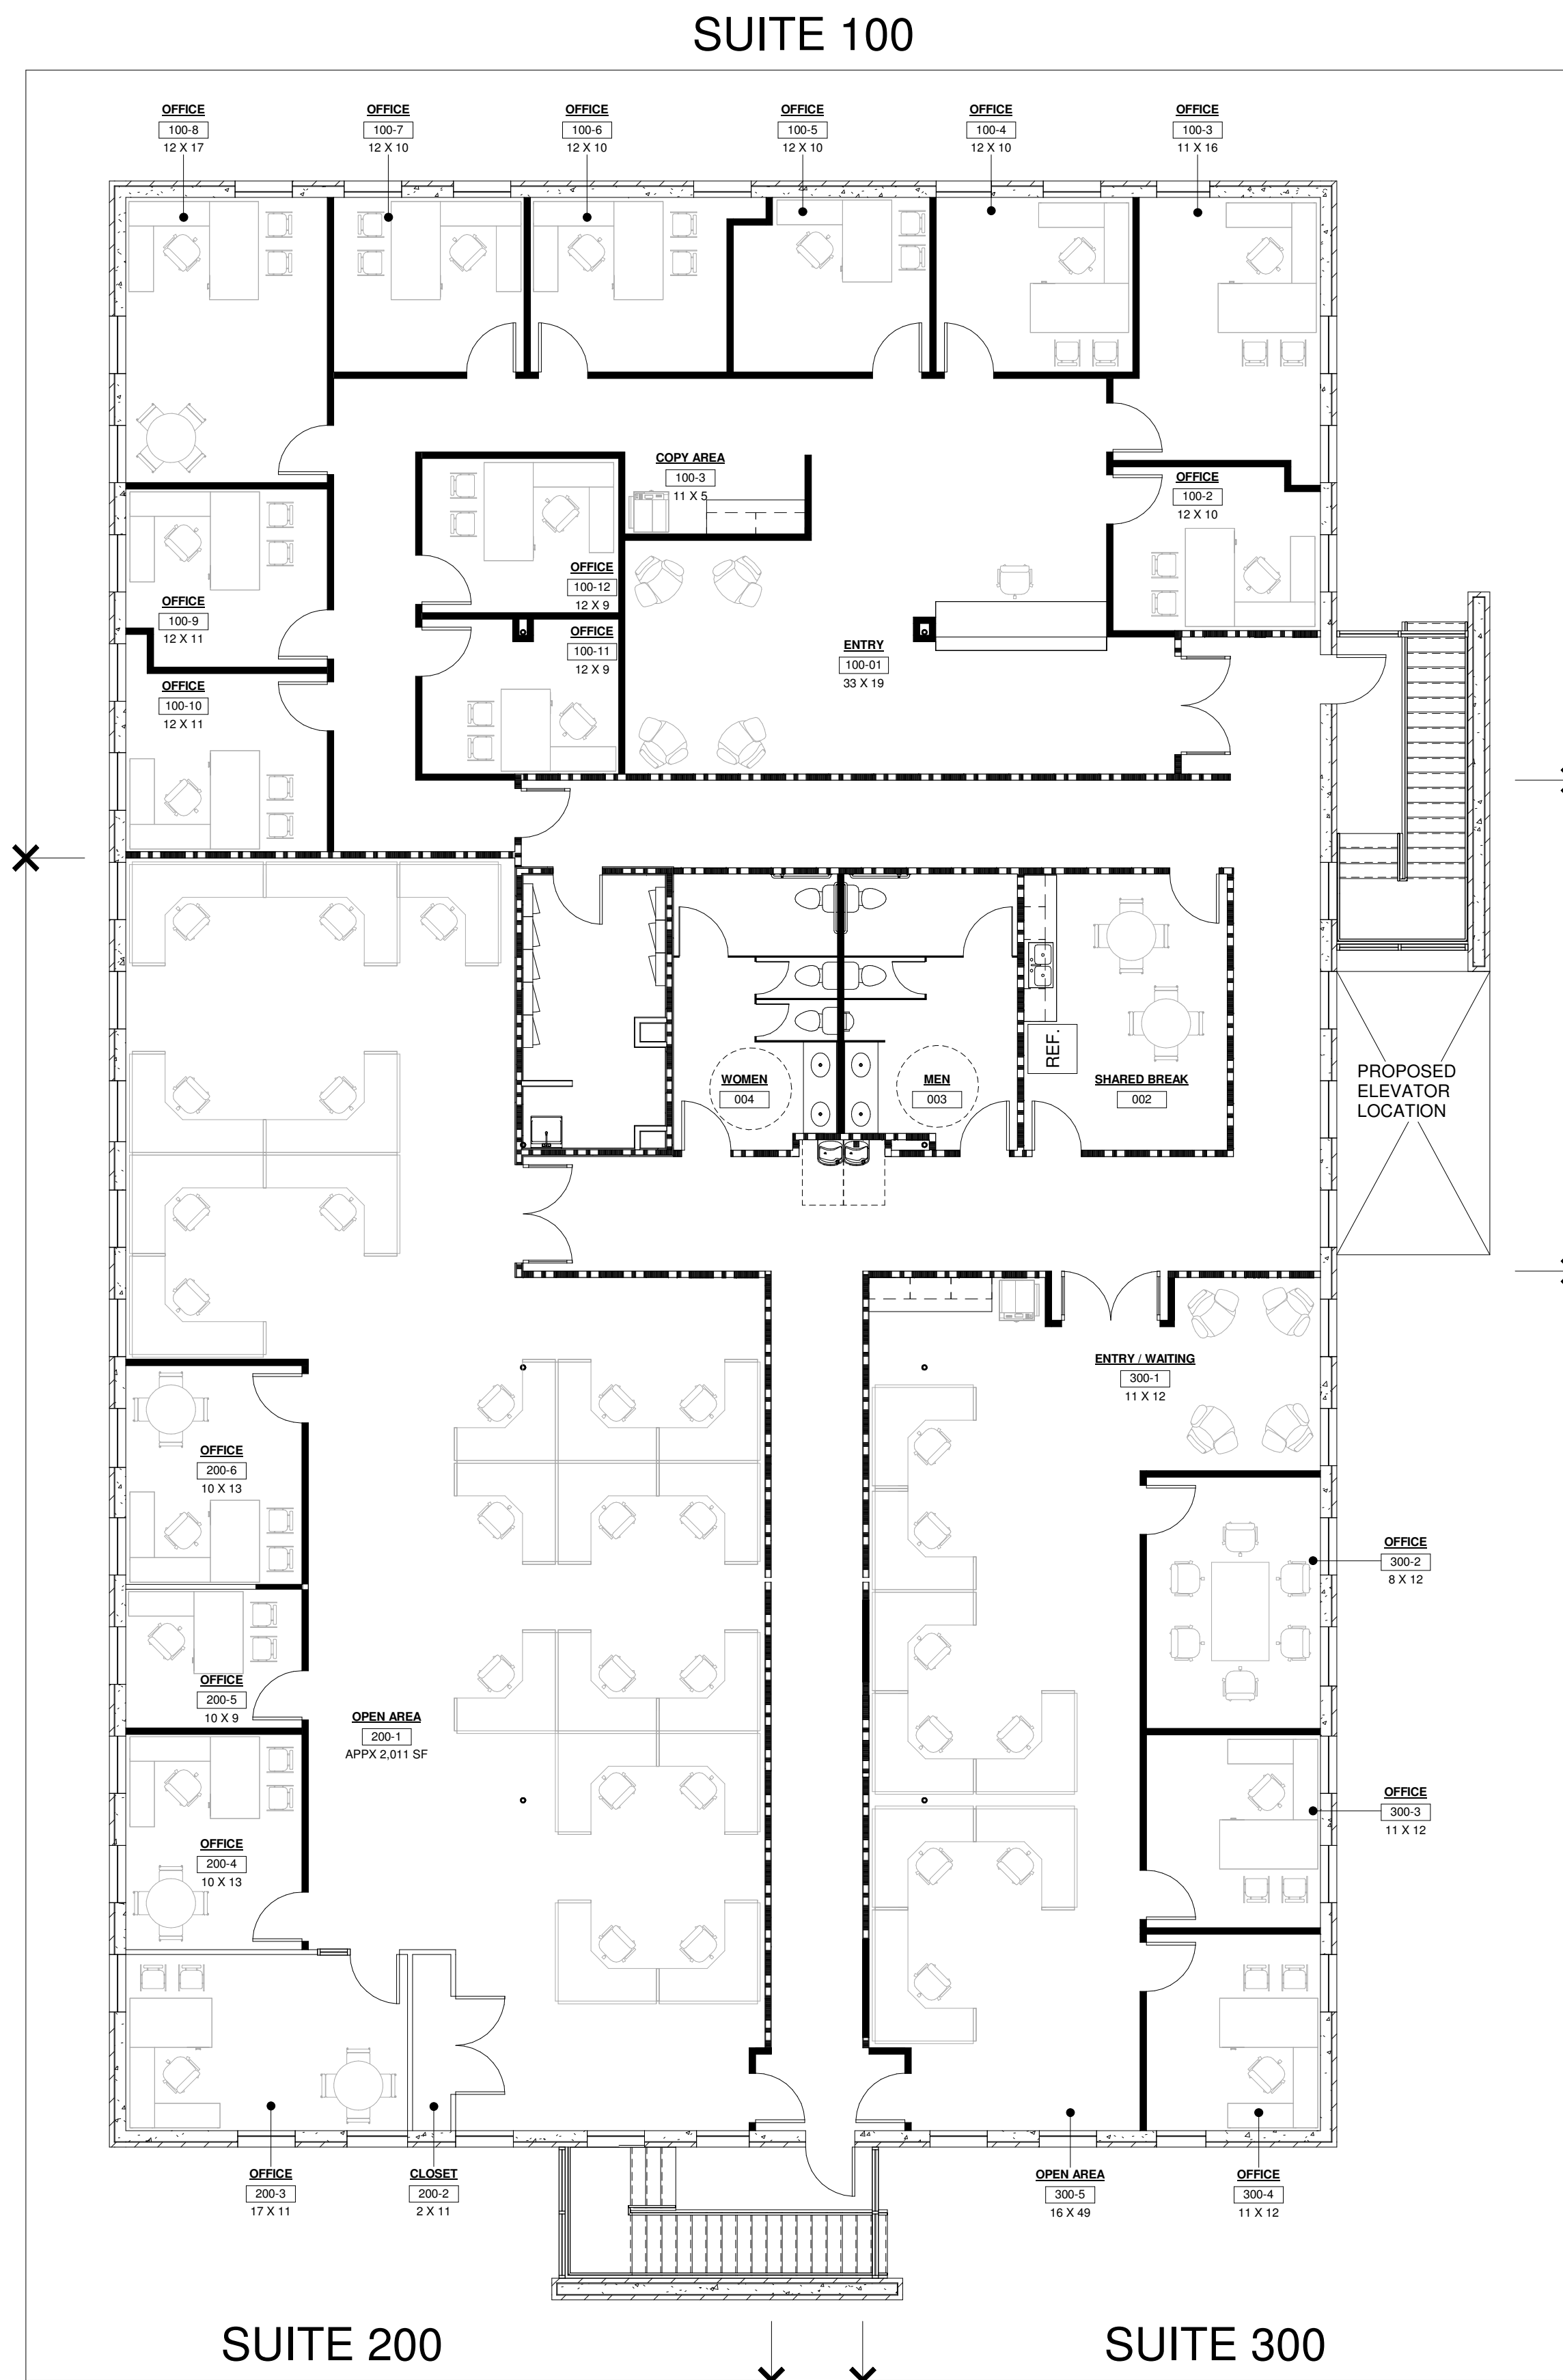 SUITE 100
OFFICE
100-8
12 X 17
OFFICE
100-7
12 X 10
OFFICE
100-6
12 X 10
OFFICE
100-5
12 X 10
OFFICE
100-4
12 X 10
OFFICE
100-3
11 X 16
COPY AREA
100-3
11 X 5
OFFICE
100-2
12 X 10
OFFICE
100-12
12 X 9
OFFICE
100-9
12 X 11
OFFICE
100-11
12 X 9
ENTRY
100-01
33 X 19
OFFICE
100-10
12 X 11
REF.
WOMEN
004
MEN
003
SHARED BREAK
002
PROPOSED
ELEVATOR
LOCATION
ENTRY / WAITING
300-1
11 X 12
OFFICE
200-6
10 X 13
OFFICE
300-2
8 X 12
OFFICE
200-5
10 X 9
OPEN AREA
200-1
APPX 2,011 SF
OFFICE
300-3
11 X 12
OFFICE
200-4
10 X 13
OFFICE
200-3
17 X 11
CLOSET
200-2
2 X 11
OPEN AREA
300-5
16 X 49
OFFICE
300-4
11 X 12
SUITE 200
SUITE 300